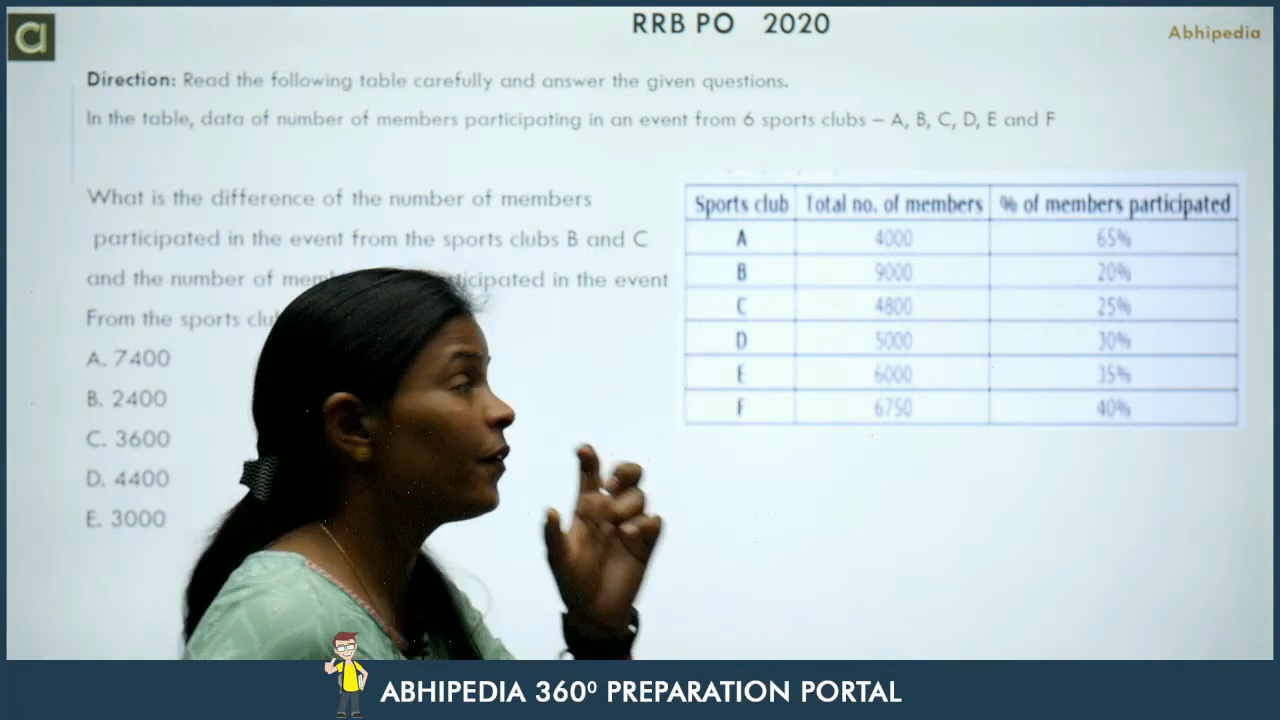 RRB PO 2020
Abhipedia
Direction: Read the following table carefully and answer the given questions.
In the table, data of number of members participating in an event from 6 sports clubs – A, B, C, D, E and F
What is the difference of the number of members
participated in the event from the sports clubs B and C
and the number of participated in the event
From the sports
A. 7400
B. 2400
C. 3600
D. 4400
E. 3000
Sports club Total no. of members % of members participated
A 4000 65%
B 9000 20%
C 4800 25%
D 5000 30%
E 6000 35%
F 6750 40%
ABHIPEDIA 360⁰ PREPARATION PORTAL